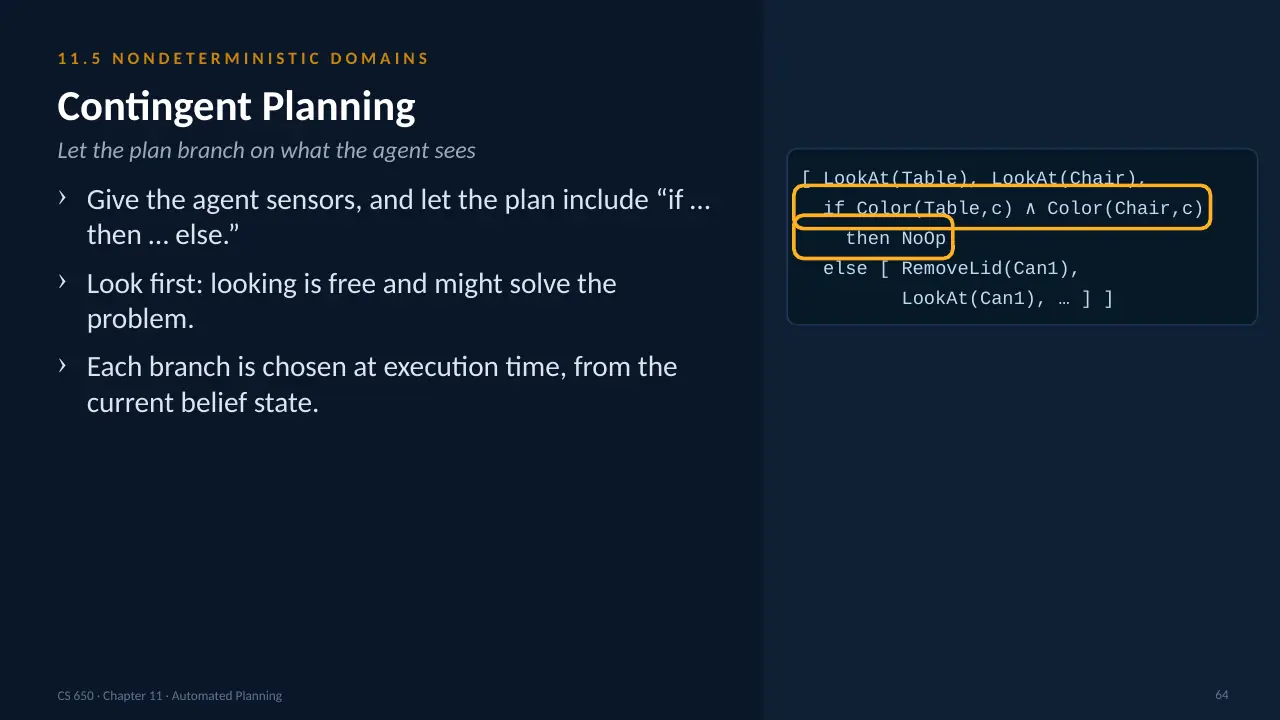 11.5 NONDETERMINISTIC DOMAINS
Contingent Planning
Let the plan branch on what the agent sees
› Give the agent sensors, and let the plan include “if …
then … else.”
› Look first: looking is free and might solve the
problem.
› Each branch is chosen at execution time, from the
current belief state.
[ LookAt(Table), LookAt(Chair),
if Color(Table,c) ∧ Color(Chair,c)
then NoOp
else [ RemoveLid(Can1),
LookAt(Can1), … ] ]
CS 650 · Chapter 11 · Automated Planning
64